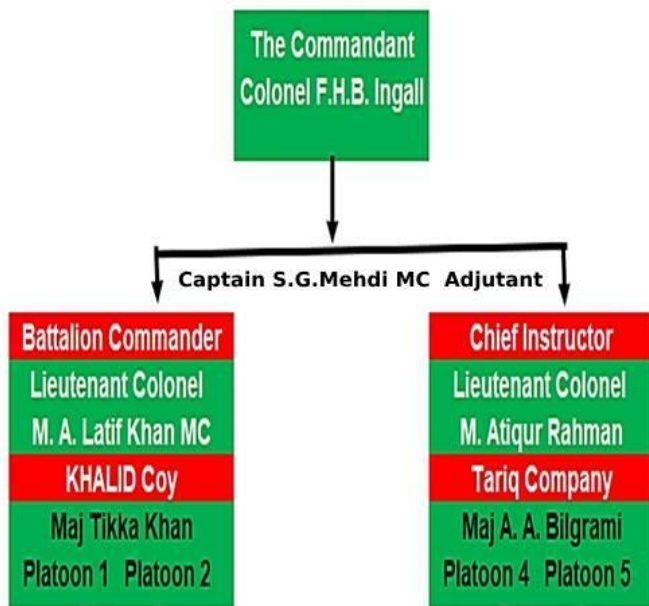 The Commandant
Colonel F.H.B. Ingall
Captain S.G.Mehdi MC Adjutant
Battalion Commander
Lieutenant Colonel
M. A. Latif Khan MC
KHALID Coy
Maj Tikka Khan
Platoon 1 Platoon 2
Chief Instructor
Lieutenant Colonel
M. Atiqur Rahman
Tariq Company
Maj A. A. Bilgrami
Platoon 4 Platoon 5